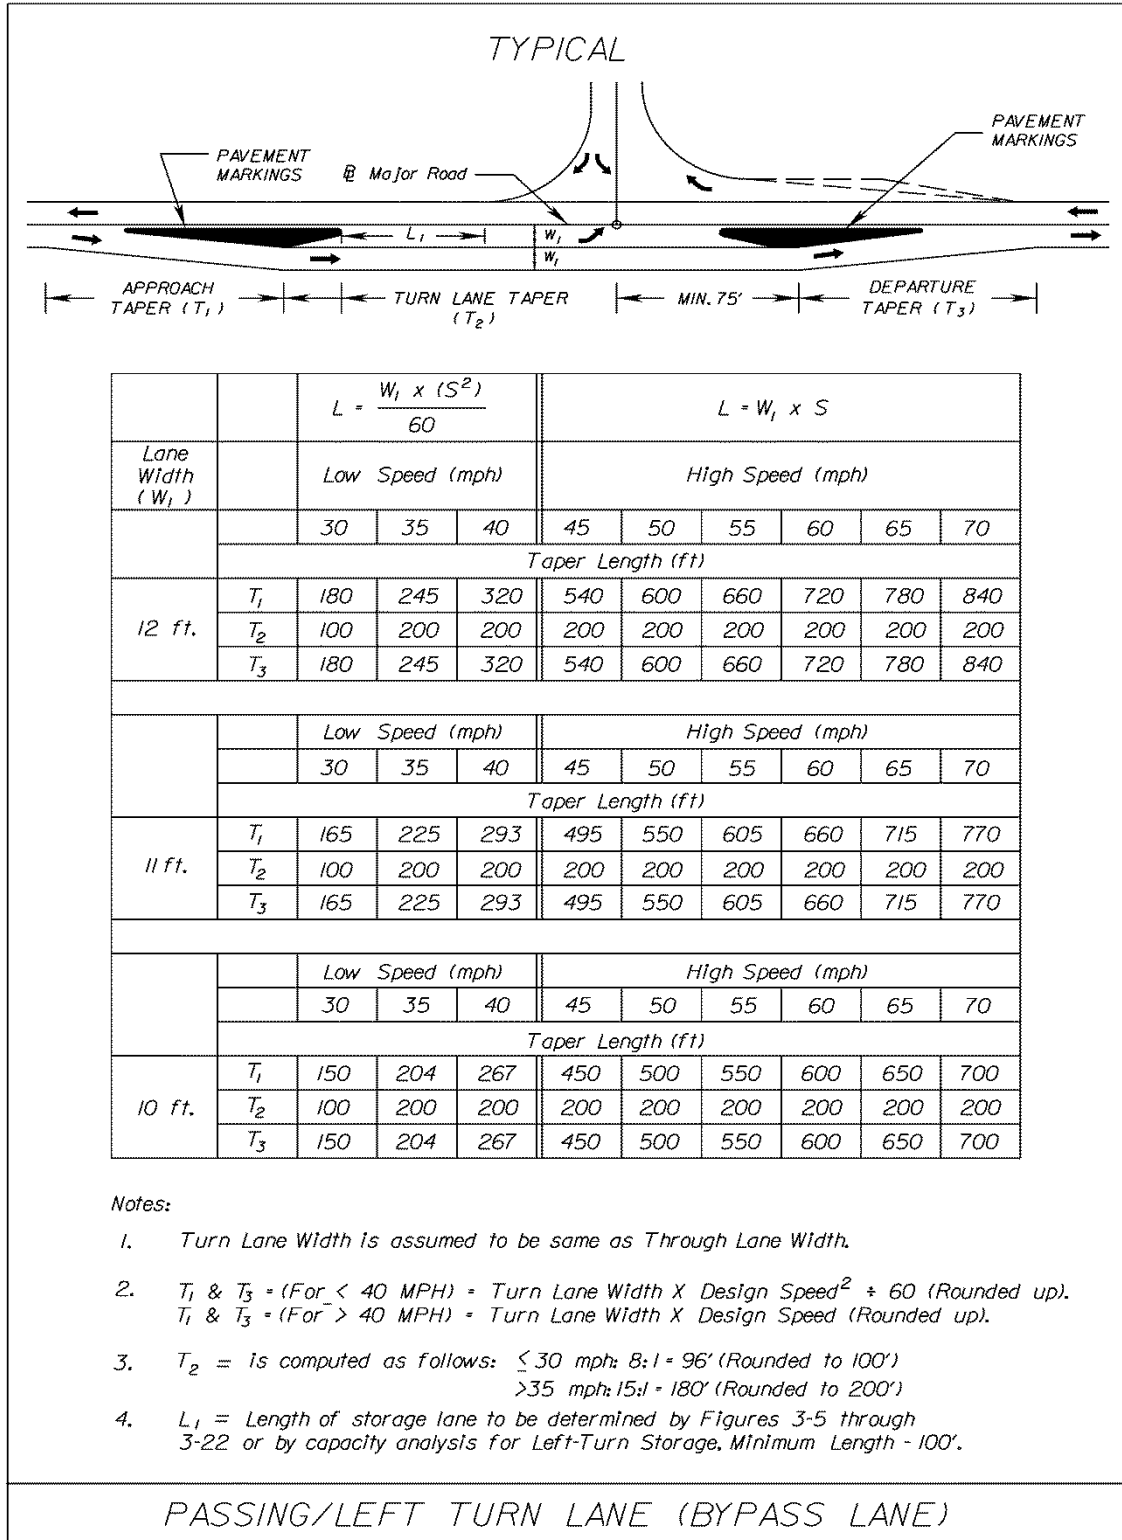 TYPICAL
PAVEMENT
MARKINGS
PAVEMENT
MARKINGS
℄ Major Road
L₁
W₁
W₁
APPROACH
TAPER (T₁)
TURN LANE TAPER
(T₂)
MIN. 75'
DEPARTURE
TAPER (T₃)
L = W₁ x (S²) / 60 L = W₁ x S
Lane
Width
(W₁)
Low Speed (mph) High Speed (mph)
30 35 40 45 50 55 60 65 70
Taper Length (ft)
12 ft.
T₁ 180 245 320 540 600 660 720 780 840
T₂ 100 200 200 200 200 200 200 200 200
T₃ 180 245 320 540 600 660 720 780 840
Low Speed (mph) High Speed (mph)
30 35 40 45 50 55 60 65 70
Taper Length (ft)
11 ft.
T₁ 165 225 293 495 550 605 660 715 770
T₂ 100 200 200 200 200 200 200 200 200
T₃ 165 225 293 495 550 605 660 715 770
Low Speed (mph) High Speed (mph)
30 35 40 45 50 55 60 65 70
Taper Length (ft)
10 ft.
T₁ 150 204 267 450 500 550 600 650 700
T₂ 100 200 200 200 200 200 200 200 200
T₃ 150 204 267 450 500 550 600 650 700
Notes:
1. Turn Lane Width is assumed to be same as Through Lane Width.
2. T₁ & T₃ = (For ≤ 40 MPH) = Turn Lane Width X Design Speed² ÷ 60 (Rounded up).
T₁ & T₃ = (For > 40 MPH) = Turn Lane Width X Design Speed (Rounded up).
3. T₂ = is computed as follows: ≤ 30 mph: 8:1 = 96' (Rounded to 100')
>35 mph: 15:1 = 180' (Rounded to 200')
4. L₁ = Length of storage lane to be determined by Figures 3-5 through
3-22 or by capacity analysis for Left-Turn Storage, Minimum Length - 100'.
PASSING/LEFT TURN LANE (BYPASS LANE)